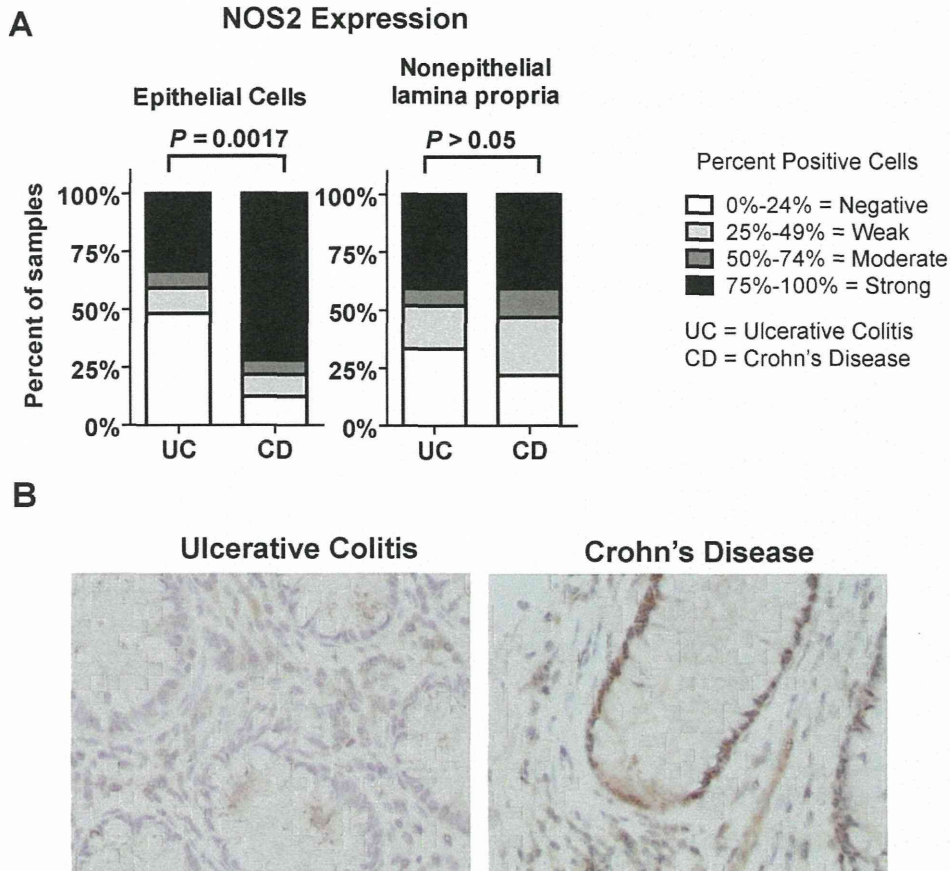 A
NOS2 Expression
Epithelial Cells
P = 0.0017
Nonepithelial
lamina propria
P > 0.05
Percent of samples
100%
75%
50%
25%
0%
UC
CD
100%
75%
50%
25%
0%
UC
CD
Percent Positive Cells
0%-24% = Negative
25%-49% = Weak
50%-74% = Moderate
75%-100% = Strong
UC = Ulcerative Colitis
CD = Crohn's Disease
B
Ulcerative Colitis
Crohn's Disease